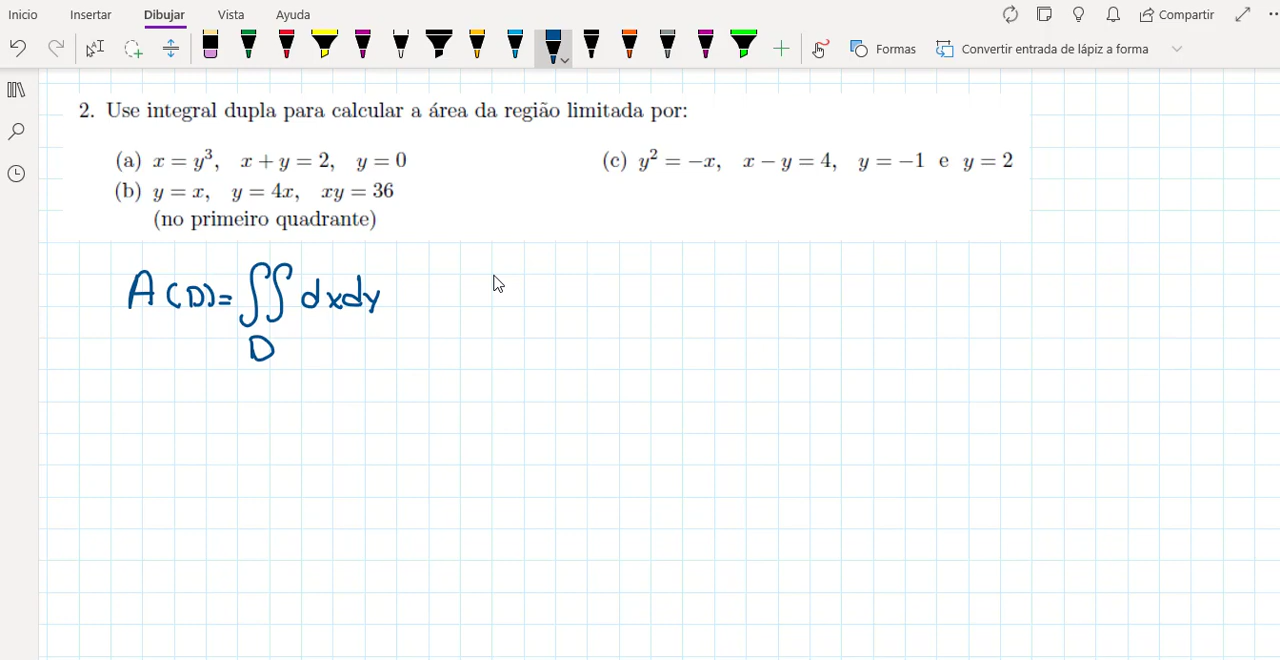 Inicio Insertar Dibujar Vista Ayuda Compartir
Formas Convertir entrada de lápiz a forma
2. Use integral dupla para calcular a área da região limitada por:
(a) x = y³, x + y = 2, y = 0
(b) y = x, y = 4x, xy = 36
(no primeiro quadrante)
(c) y² = −x, x − y = 4, y = −1 e y = 2
A(D) = ∬ dxdy
D